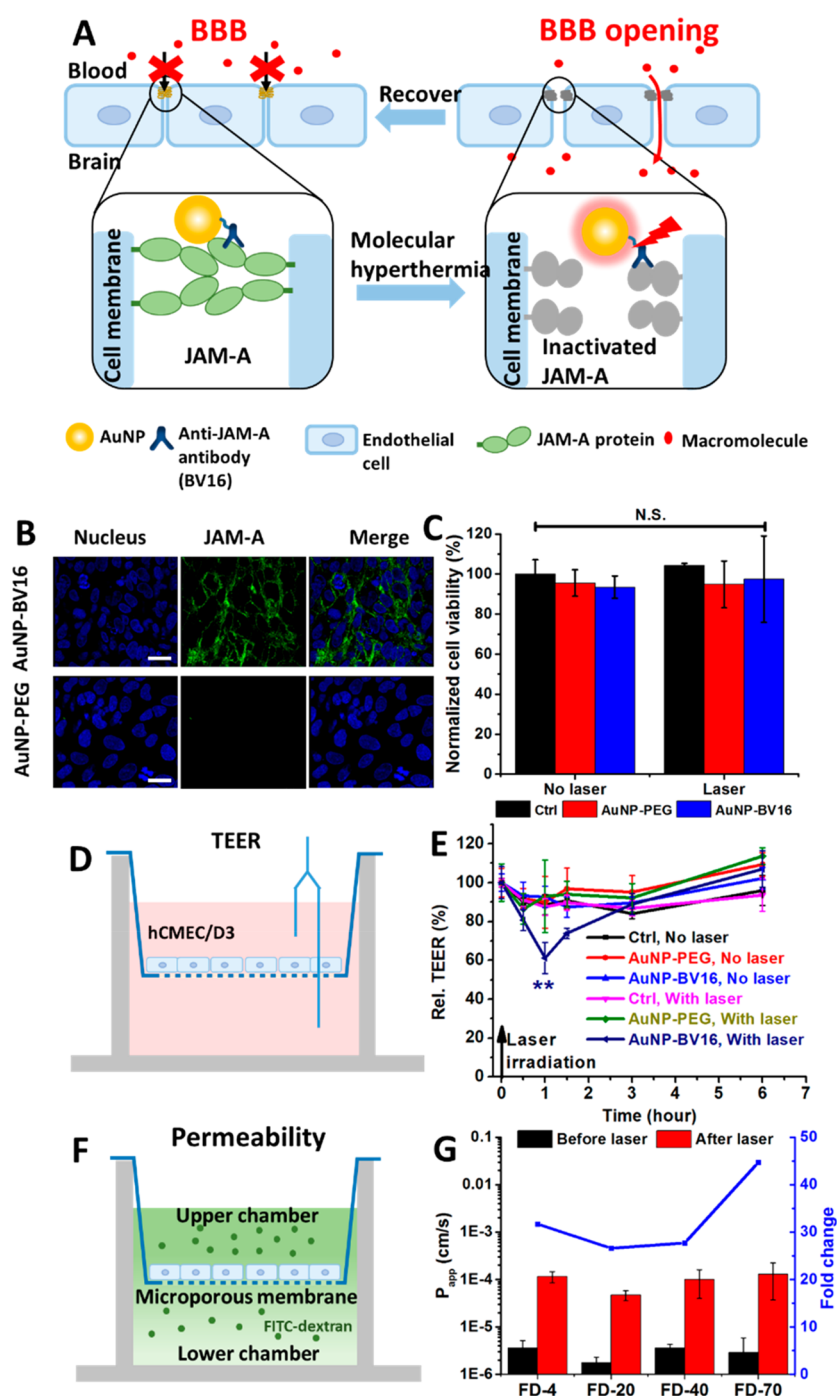 A
BBB
BBB opening
Blood
Recover
Brain
Cell membrane
JAM-A
Molecular
hyperthermia
Cell membrane
Inactivated
JAM-A
AuNP
Anti-JAM-A
antibody
(BV16)
Endothelial
cell
JAM-A protein
Macromolecule
B
Nucleus
JAM-A
Merge
AuNP-BV16
AuNP-PEG
C
N.S.
Normalized cell viability (%)
120
100
80
60
40
20
0
No laser
Laser
Ctrl
AuNP-PEG
AuNP-BV16
D
TEER
hCMEC/D3
E
Rel. TEER (%)
120
100
80
60
40
20
0
**
Ctrl, No laser
AuNP-PEG, No laser
AuNP-BV16, No laser
Ctrl, With laser
AuNP-PEG, With laser
AuNP-BV16, With laser
Laser
irradiation
0 1 2 3 4 5 6 7
Time (hour)
F
Permeability
Upper chamber
Microporous membrane
FITC-dextran
Lower chamber
G
Before laser
After laser
Papp (cm/s)
0.1
0.01
1E-3
1E-4
1E-5
1E-6
50
40
30
20
10
0
Fold change
FD-4
FD-20
FD-40
FD-70